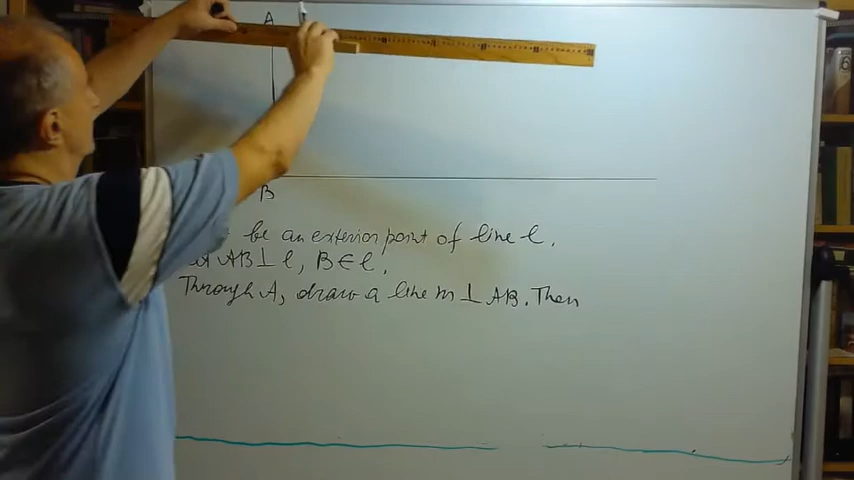 A
B
be an exterior point of line l.
AB ⊥ l, B ∈ l.
Through A, draw a line m ⊥ AB. Then